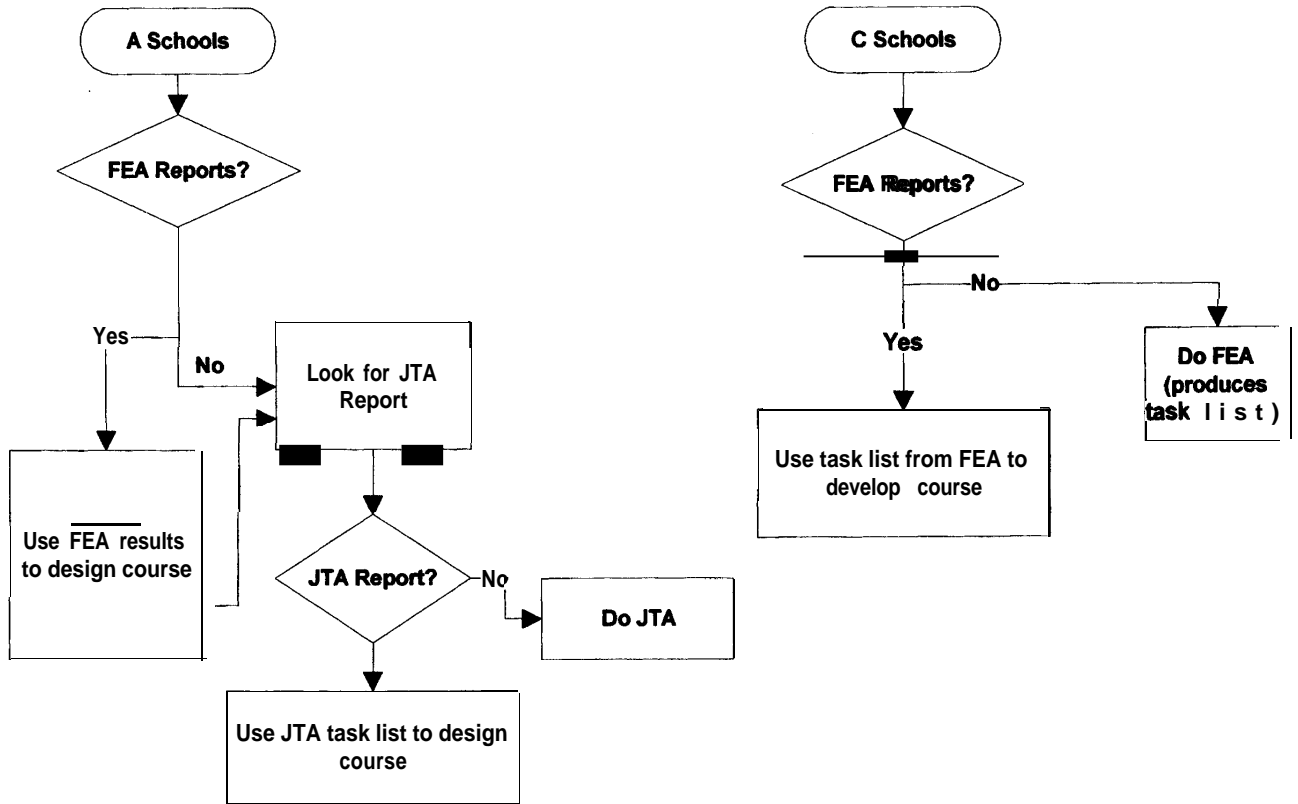 A Schools
FEA Reports?
Yes
No
Look for JTA
Report
Use FEA results
to design course
JTA Report?
No
Do JTA
Use JTA task list to design
course
C Schools
FEA Reports?
No
Yes
Do FEA
(produces
task list)
Use task list from FEA to
develop course